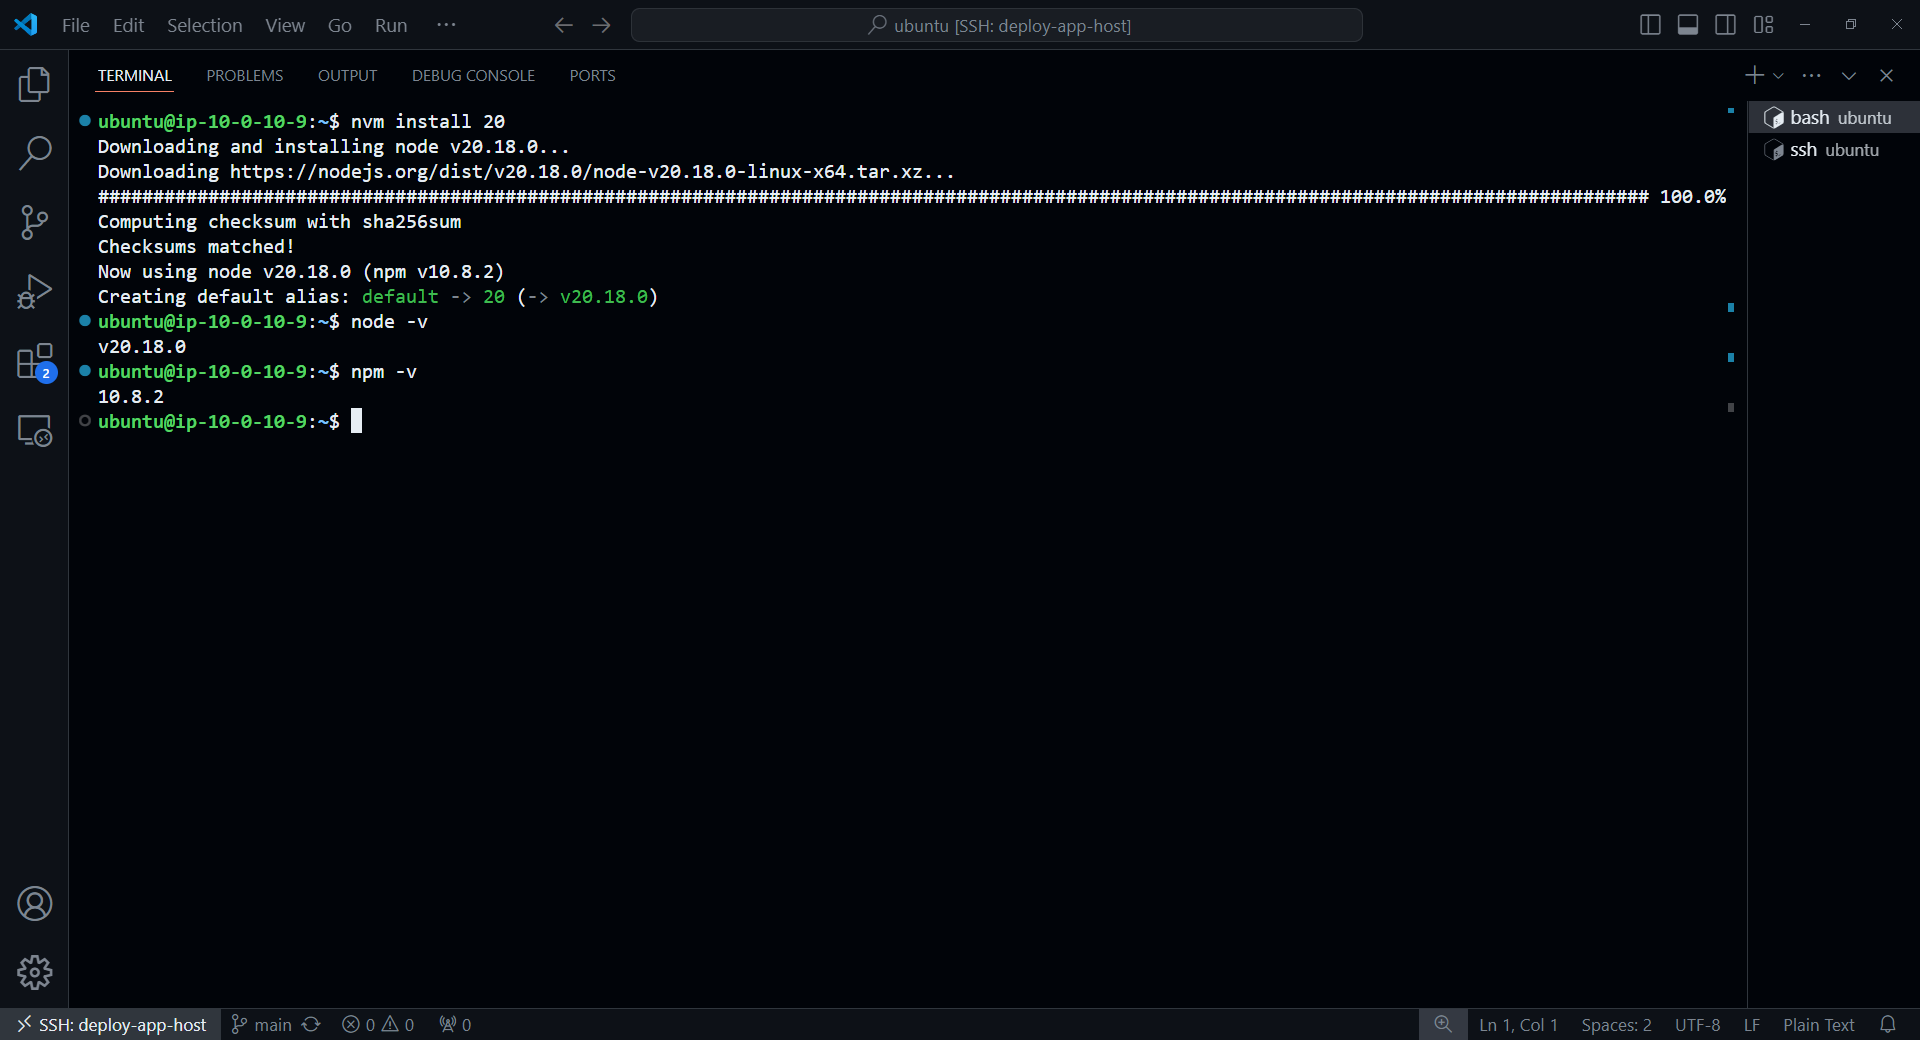 File Edit Selection View Go Run ···
ubuntu [SSH: deploy-app-host]
TERMINAL PROBLEMS OUTPUT DEBUG CONSOLE PORTS
ubuntu@ip-10-0-10-9:~$ nvm install 20
Downloading and installing node v20.18.0...
Downloading https://nodejs.org/dist/v20.18.0/node-v20.18.0-linux-x64.tar.xz...
############################################################################################################################################# 100.0%
Computing checksum with sha256sum
Checksums matched!
Now using node v20.18.0 (npm v10.8.2)
Creating default alias: default -> 20 (-> v20.18.0)
ubuntu@ip-10-0-10-9:~$ node -v
v20.18.0
ubuntu@ip-10-0-10-9:~$ npm -v
10.8.2
ubuntu@ip-10-0-10-9:~$
bash ubuntu
ssh ubuntu
2
SSH: deploy-app-host main 0 0 0 Ln 1, Col 1 Spaces: 2 UTF-8 LF Plain Text